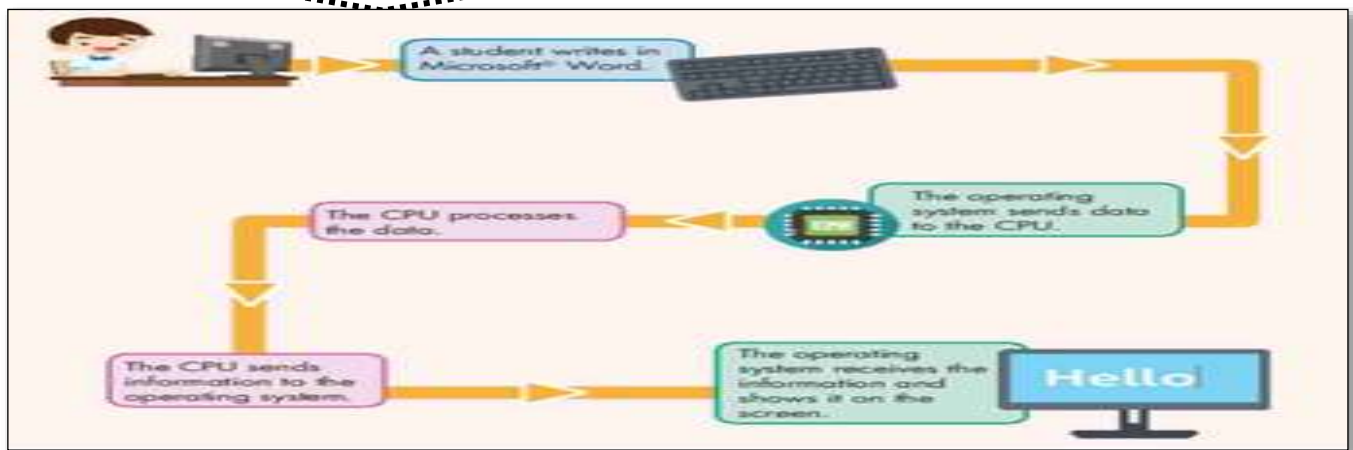 A student writes in
Microsoft® Word.
The operating
system sends data
to the CPU.
CPU
The CPU processes
the data.
The CPU sends
information to the
operating system.
The operating
system receives the
information and
shows it on the
screen.
Hello